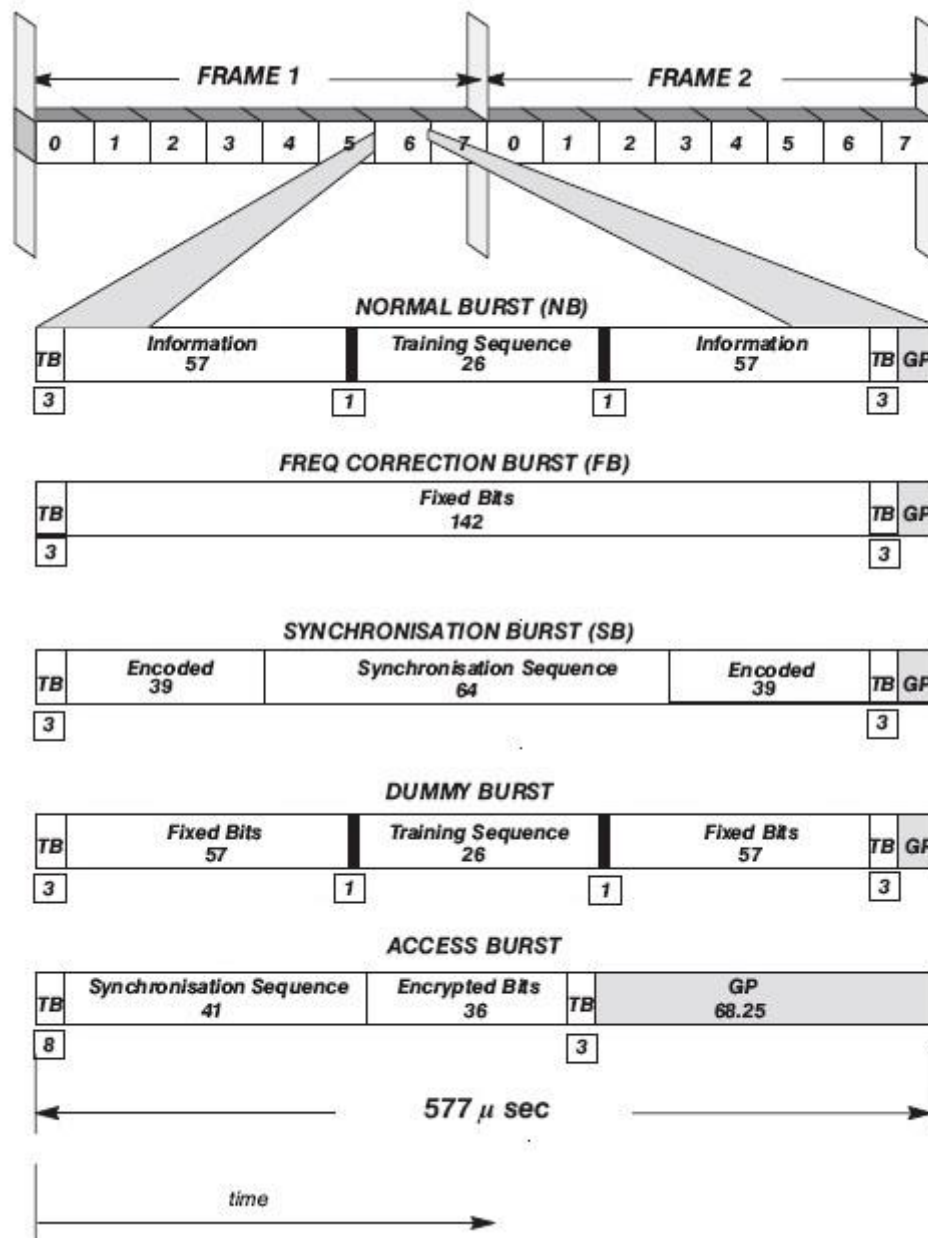 FRAME 1 FRAME 2
0 1 2 3 4 5 6 7 0 1 2 3 4 5 6 7
NORMAL BURST (NB)
TB Information 57 Training Sequence 26 Information 57 TB GP
3 1 1 3
FREQ CORRECTION BURST (FB)
TB Fixed Bits 142 TB GP
3 3
SYNCHRONISATION BURST (SB)
TB Encoded 39 Synchronisation Sequence 64 Encoded 39 TB GP
3 3
DUMMY BURST
TB Fixed Bits 57 Training Sequence 26 Fixed Bits 57 TB GP
3 1 1 3
ACCESS BURST
TB Synchronisation Sequence 41 Encrypted Bits 36 TB GP 68.25
8 3
577 μ sec
time